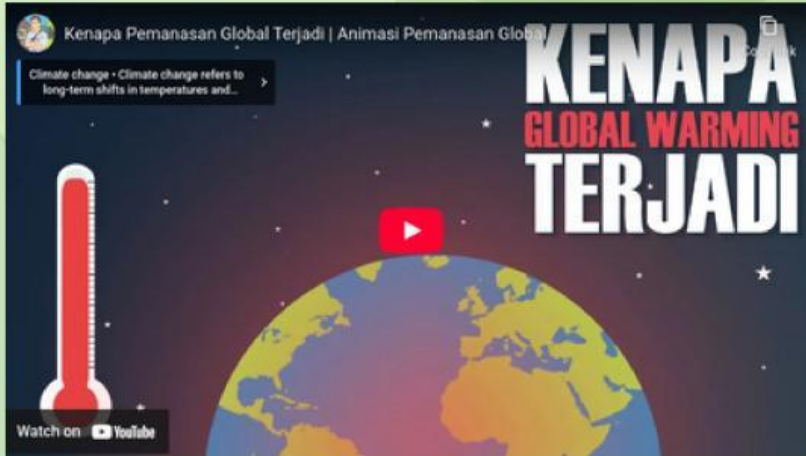 Kenapa Pemanasan Global Terjadi | Animasi Pemanasan Global
Climate change • Climate change refers to
long-term shifts in temperatures and...
KENAPA
GLOBAL WARMING
TERJADI
Watch on YouTube